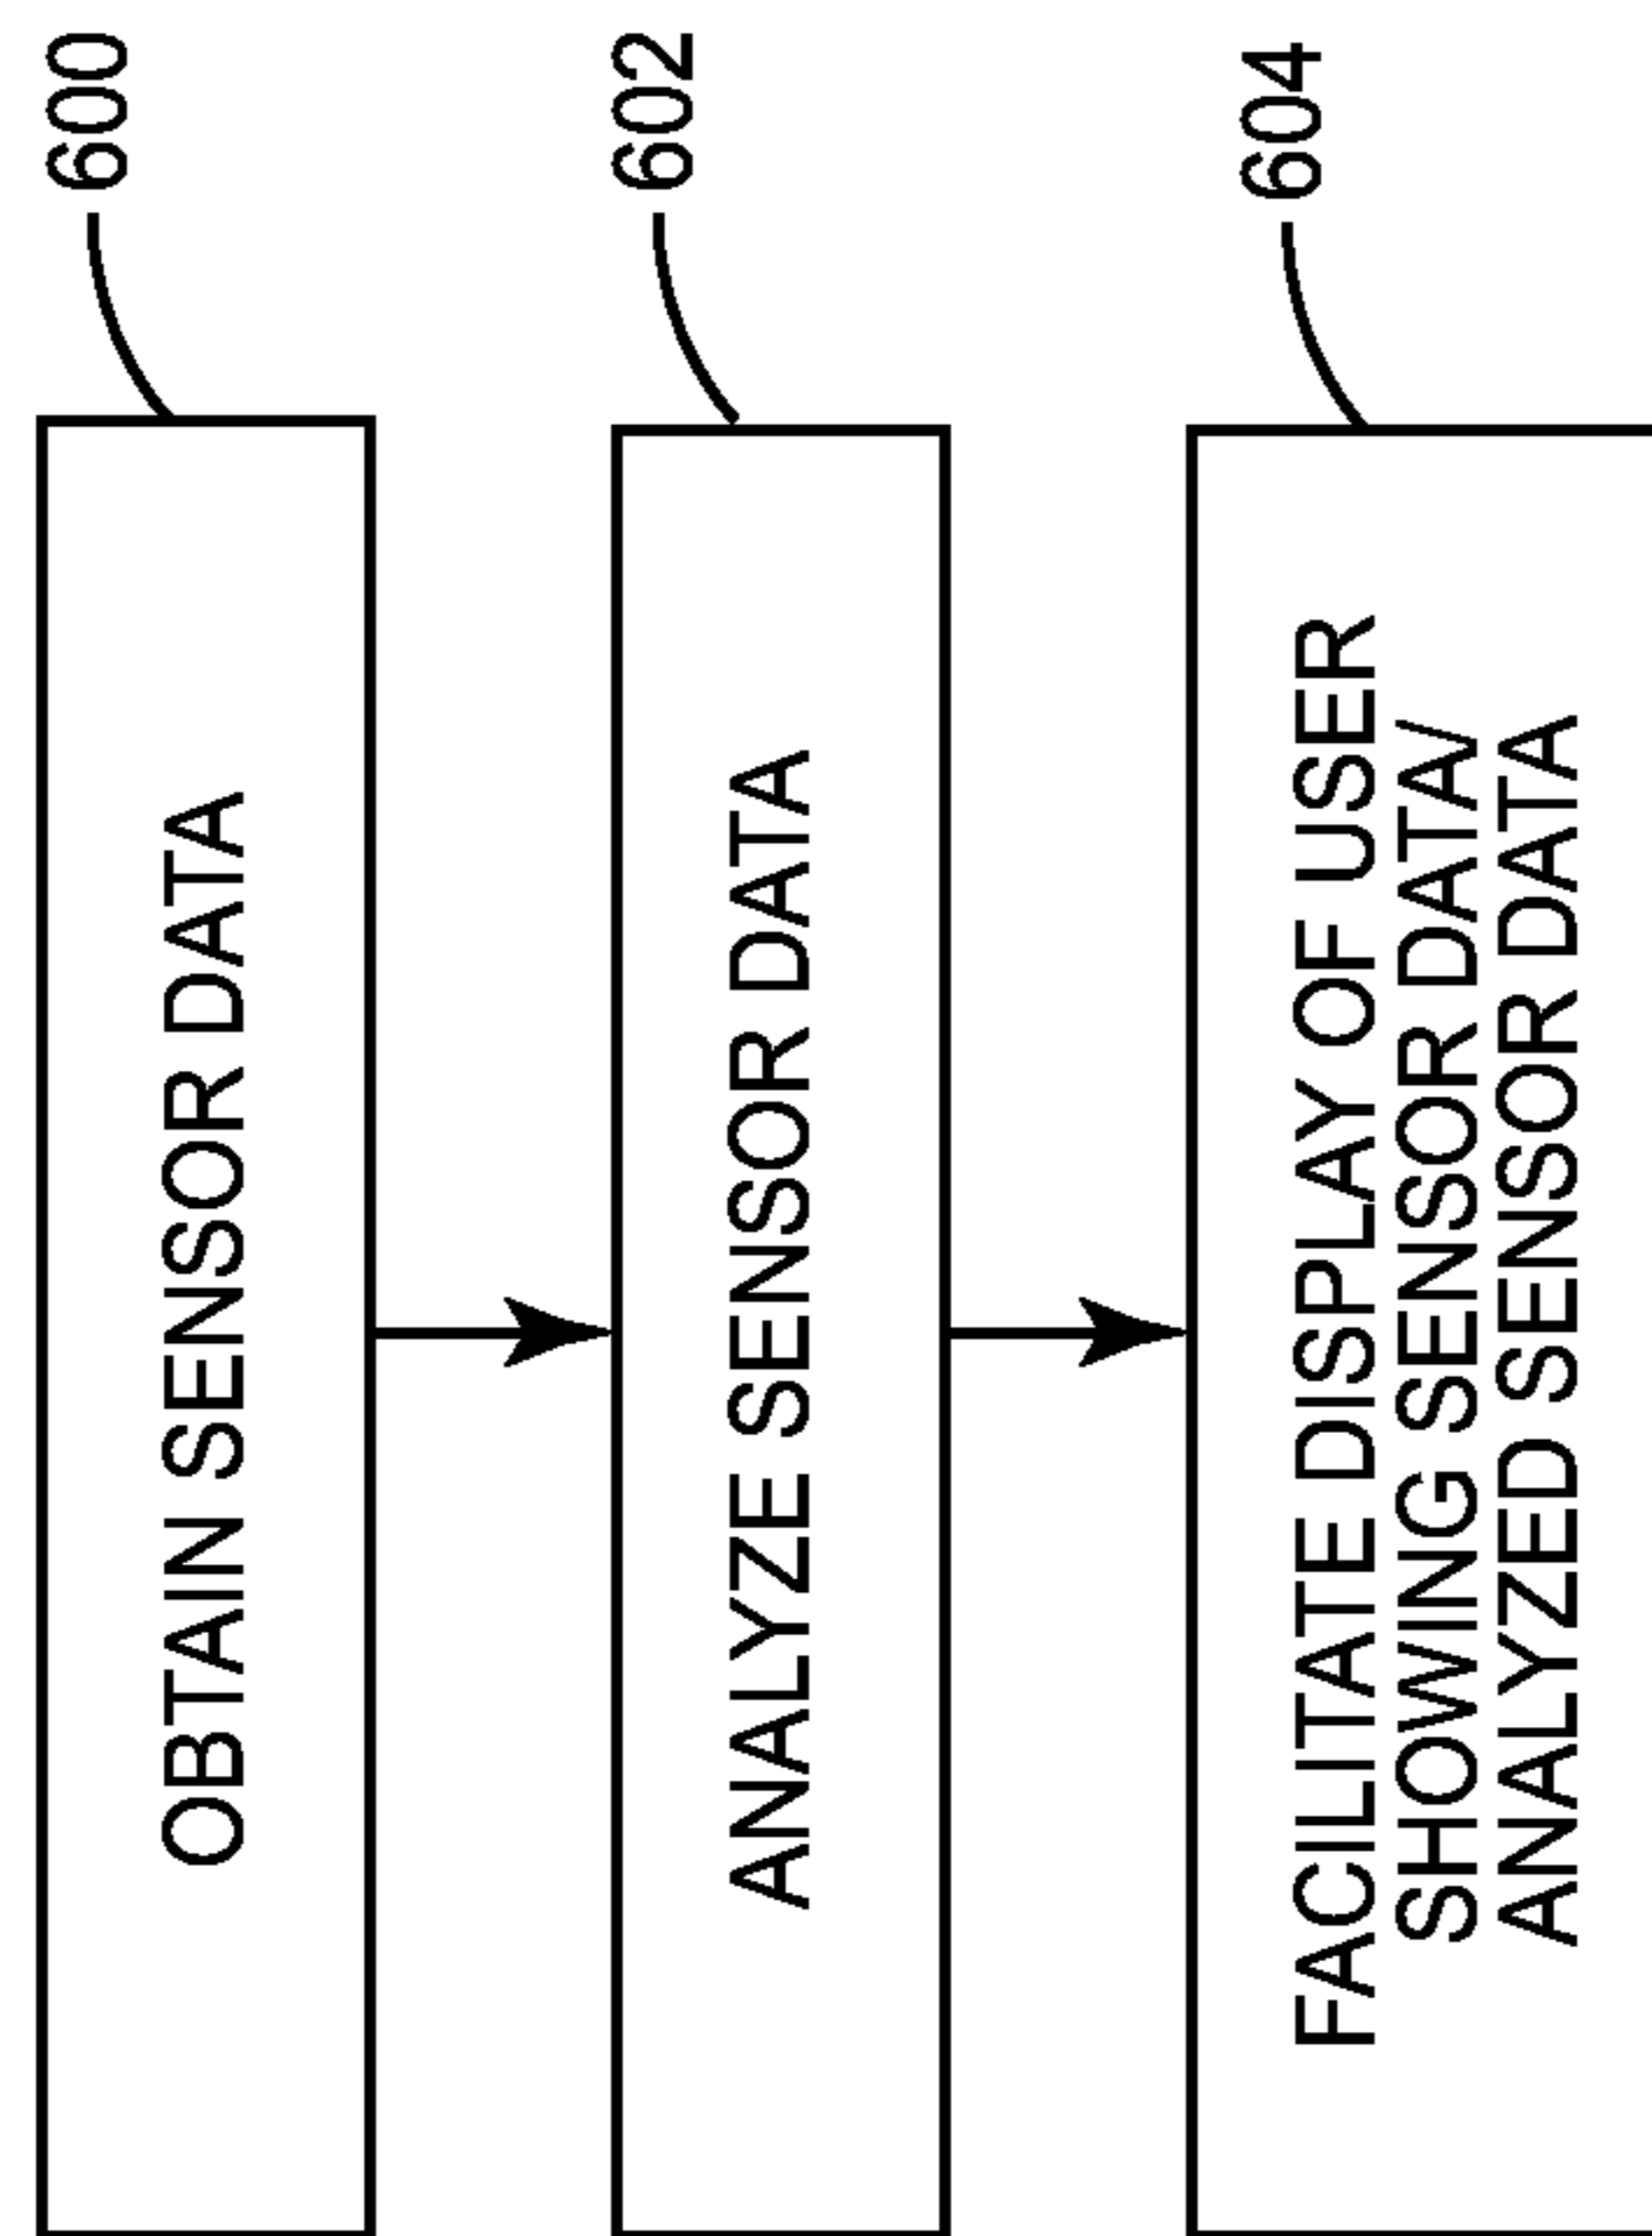 600
OBTAIN SENSOR DATA
602
ANALYZE SENSOR DATA
604
FACILITATE DISPLAY OF USER
SHOWING SENSOR DATA/
ANALYZED SENSOR DATA